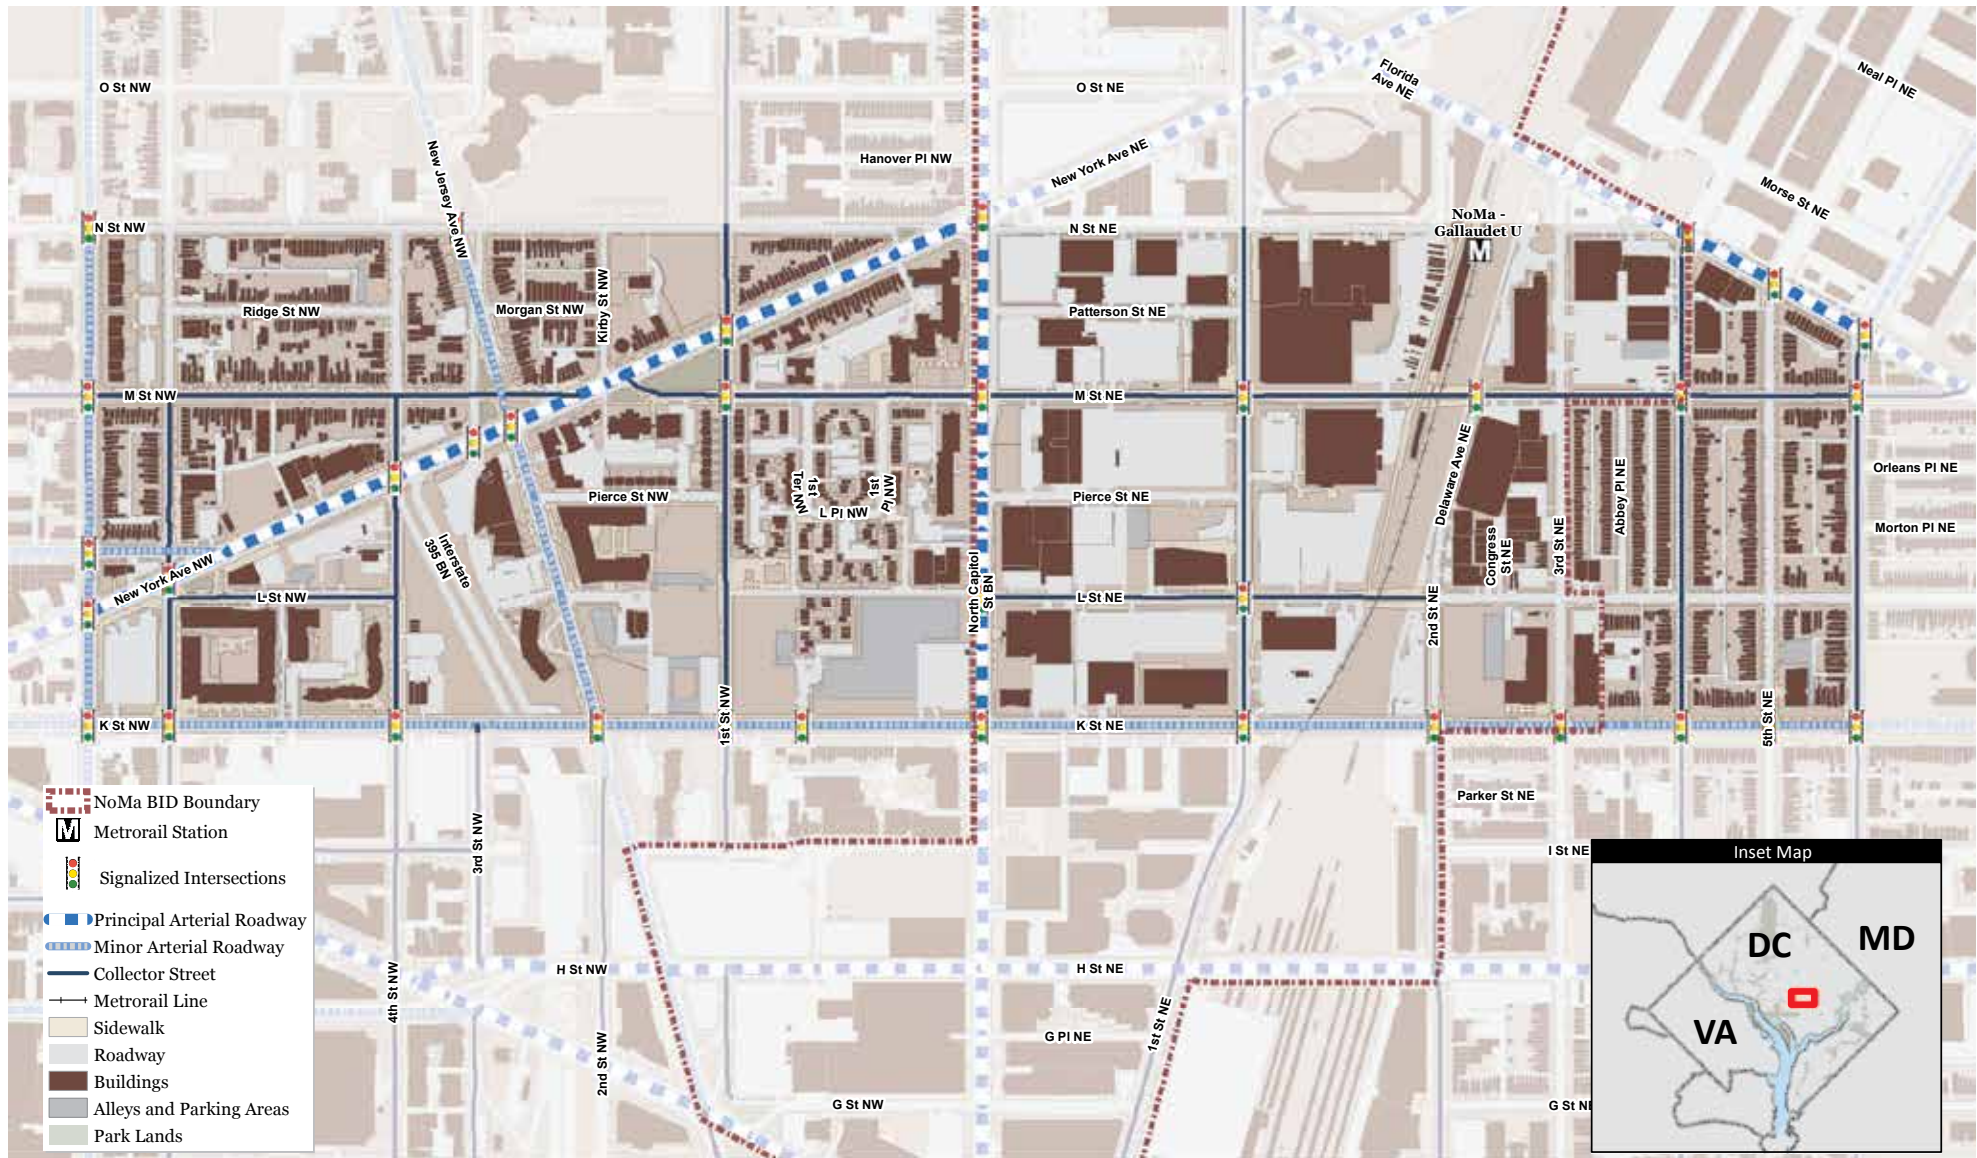 O St NW
O St NE
Florida
Ave NE
Neal Pl NE
New Jersey Ave NW
Hanover Pl NW
New York Ave NE
Morse St NE
NoMa -
Gallaudet U
M
N St NW
N St NE
Ridge St NW
Morgan St NW
Kirby St NW
Patterson St NE
M St NW
M St NE
Delaware Ave NE
Abbey Pl NE
Orleans Pl NE
Pierce St NW
1st
Ter NW
1st
Pl NW
L Pl NW
Pierce St NE
Morton Pl NE
Interstate
395 BN
Congress
St NE
3rd St NE
New York Ave NW
L St NW
North Capitol
St BN
L St NE
2nd St NE
K St NW
1st St NW
K St NE
5th St NE
Parker St NE
3rd St NW
I St NE
4th St NW
H St NW
H St NE
2nd St NW
G Pl NE
1st St NE
G St NW
G St NE
NoMa BID Boundary
M
Metrorail Station
Signalized Intersections
Principal Arterial Roadway
Minor Arterial Roadway
Collector Street
Metrorail Line
Sidewalk
Roadway
Buildings
Alleys and Parking Areas
Park Lands
Inset Map
DC
MD
VA